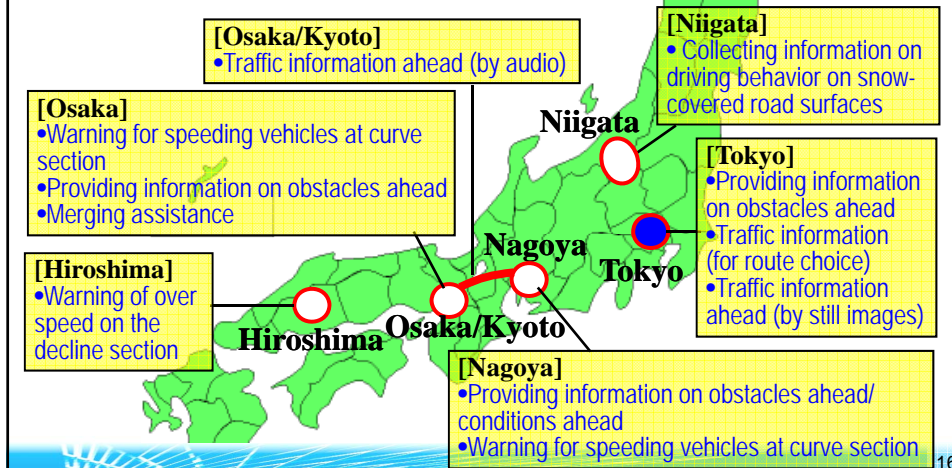 [Osaka/Kyoto]
•Traffic information ahead (by audio)
[Niigata]
• Collecting information on
driving behavior on snow-
covered road surfaces
[Osaka]
•Warning for speeding vehicles at curve
section
•Providing information on obstacles ahead
•Merging assistance
Niigata
[Tokyo]
•Providing information
on obstacles ahead
•Traffic information
(for route choice)
•Traffic information
ahead (by still images)
Nagoya
Tokyo
[Hiroshima]
•Warning of over
speed on the
decline section
Hiroshima
Osaka/Kyoto
[Nagoya]
•Providing information on obstacles ahead/
conditions ahead
•Warning for speeding vehicles at curve section